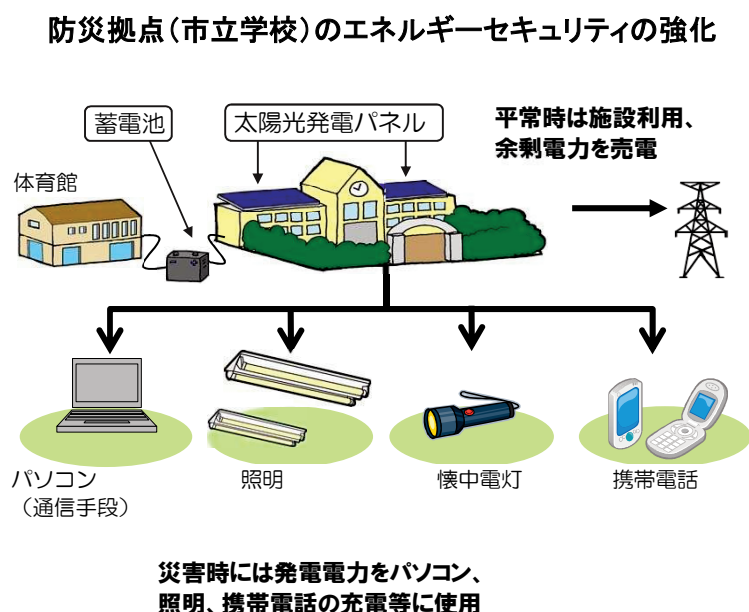 防災拠点（市立学校）のエネルギーセキュリティの強化
蓄電池
太陽光発電パネル
平常時は施設利用、
余剰電力を売電
体育館
パソコン
（通信手段）
照明
懐中電灯
携帯電話
災害時には発電電力をパソコン、
照明、携帯電話の充電等に使用